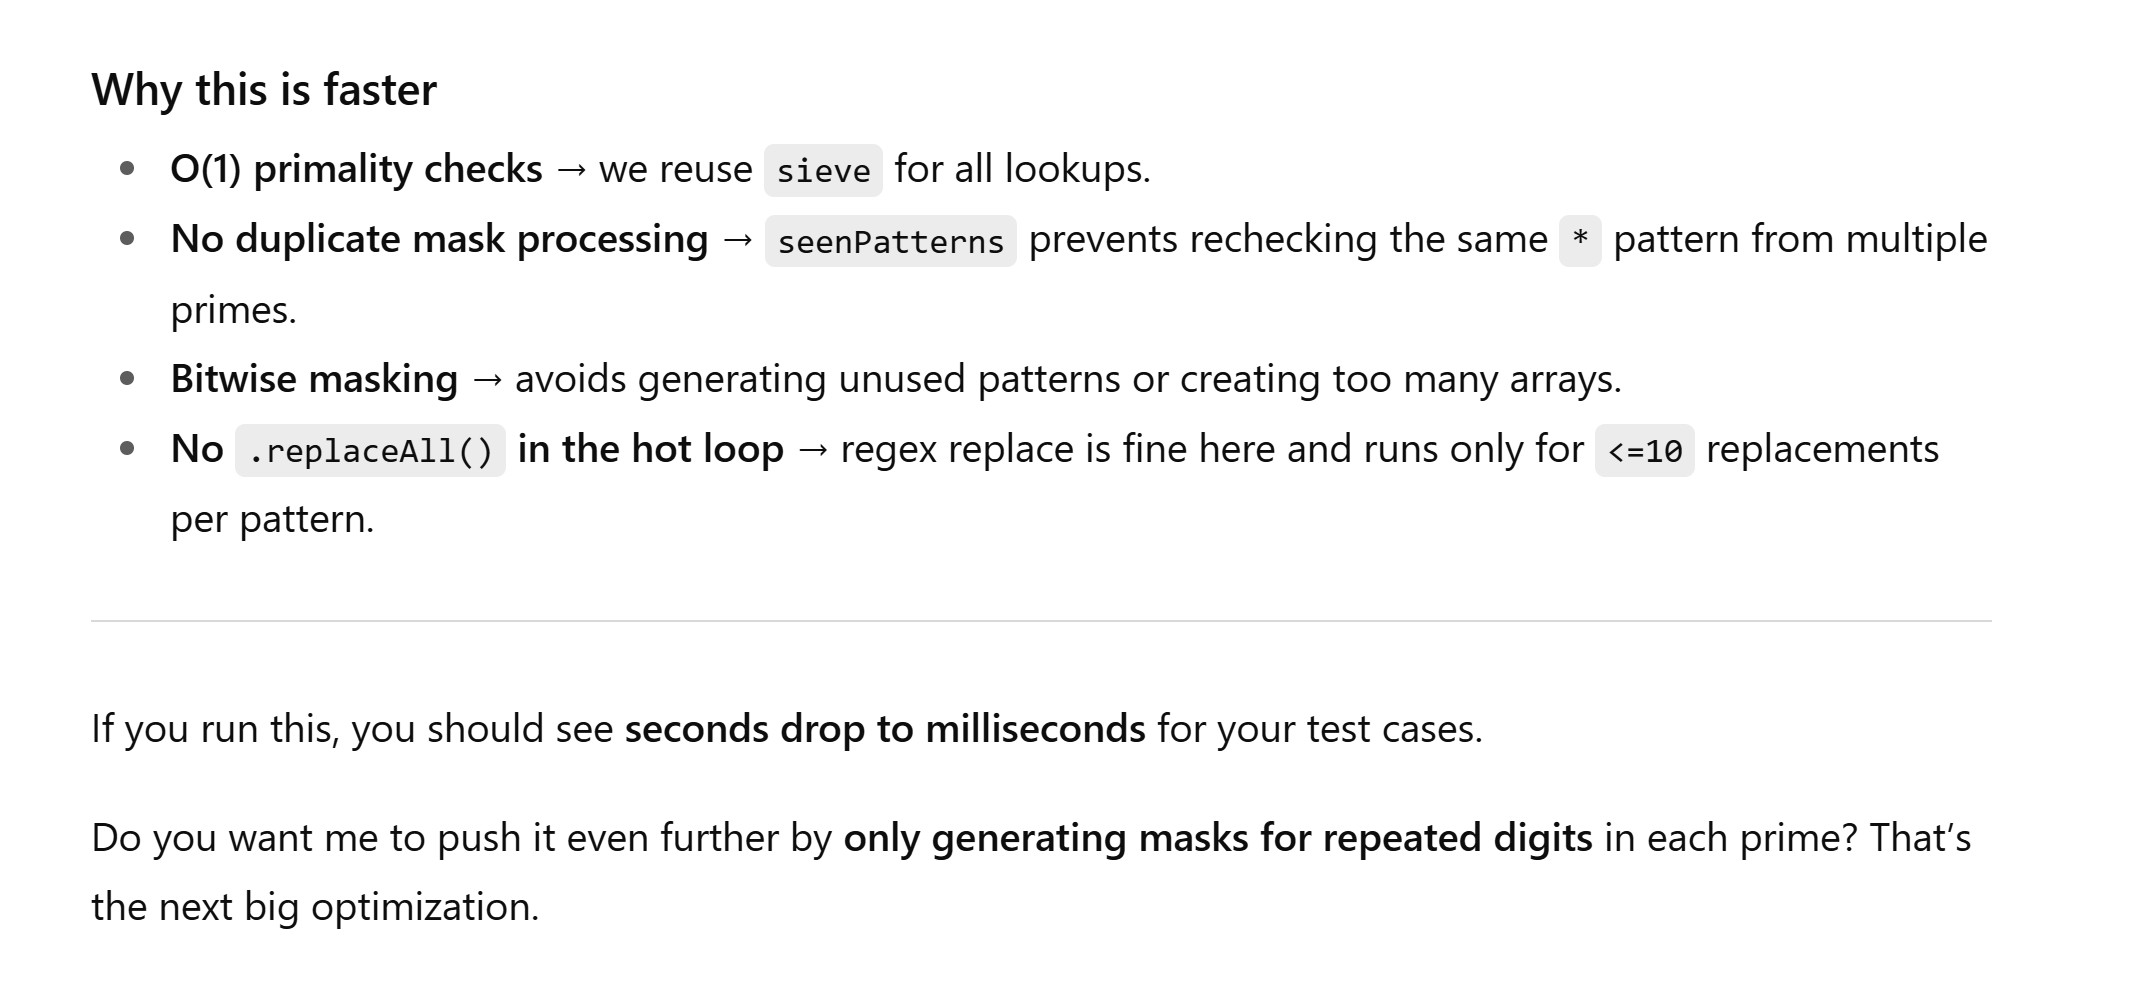 Why this is faster
• O(1) primality checks → we reuse sieve for all lookups.
• No duplicate mask processing → seenPatterns prevents rechecking the same * pattern from multiple
primes.
• Bitwise masking → avoids generating unused patterns or creating too many arrays.
• No .replaceAll() in the hot loop → regex replace is fine here and runs only for <=10 replacements
per pattern.
If you run this, you should see seconds drop to milliseconds for your test cases.
Do you want me to push it even further by only generating masks for repeated digits in each prime? That’s
the next big optimization.